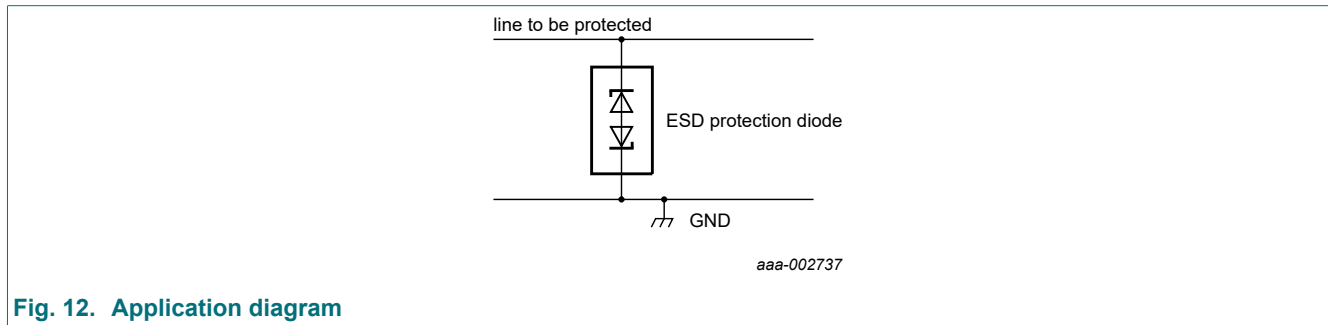 line to be protected
ESD protection diode
GND
aaa-002737
Fig. 12. Application diagram